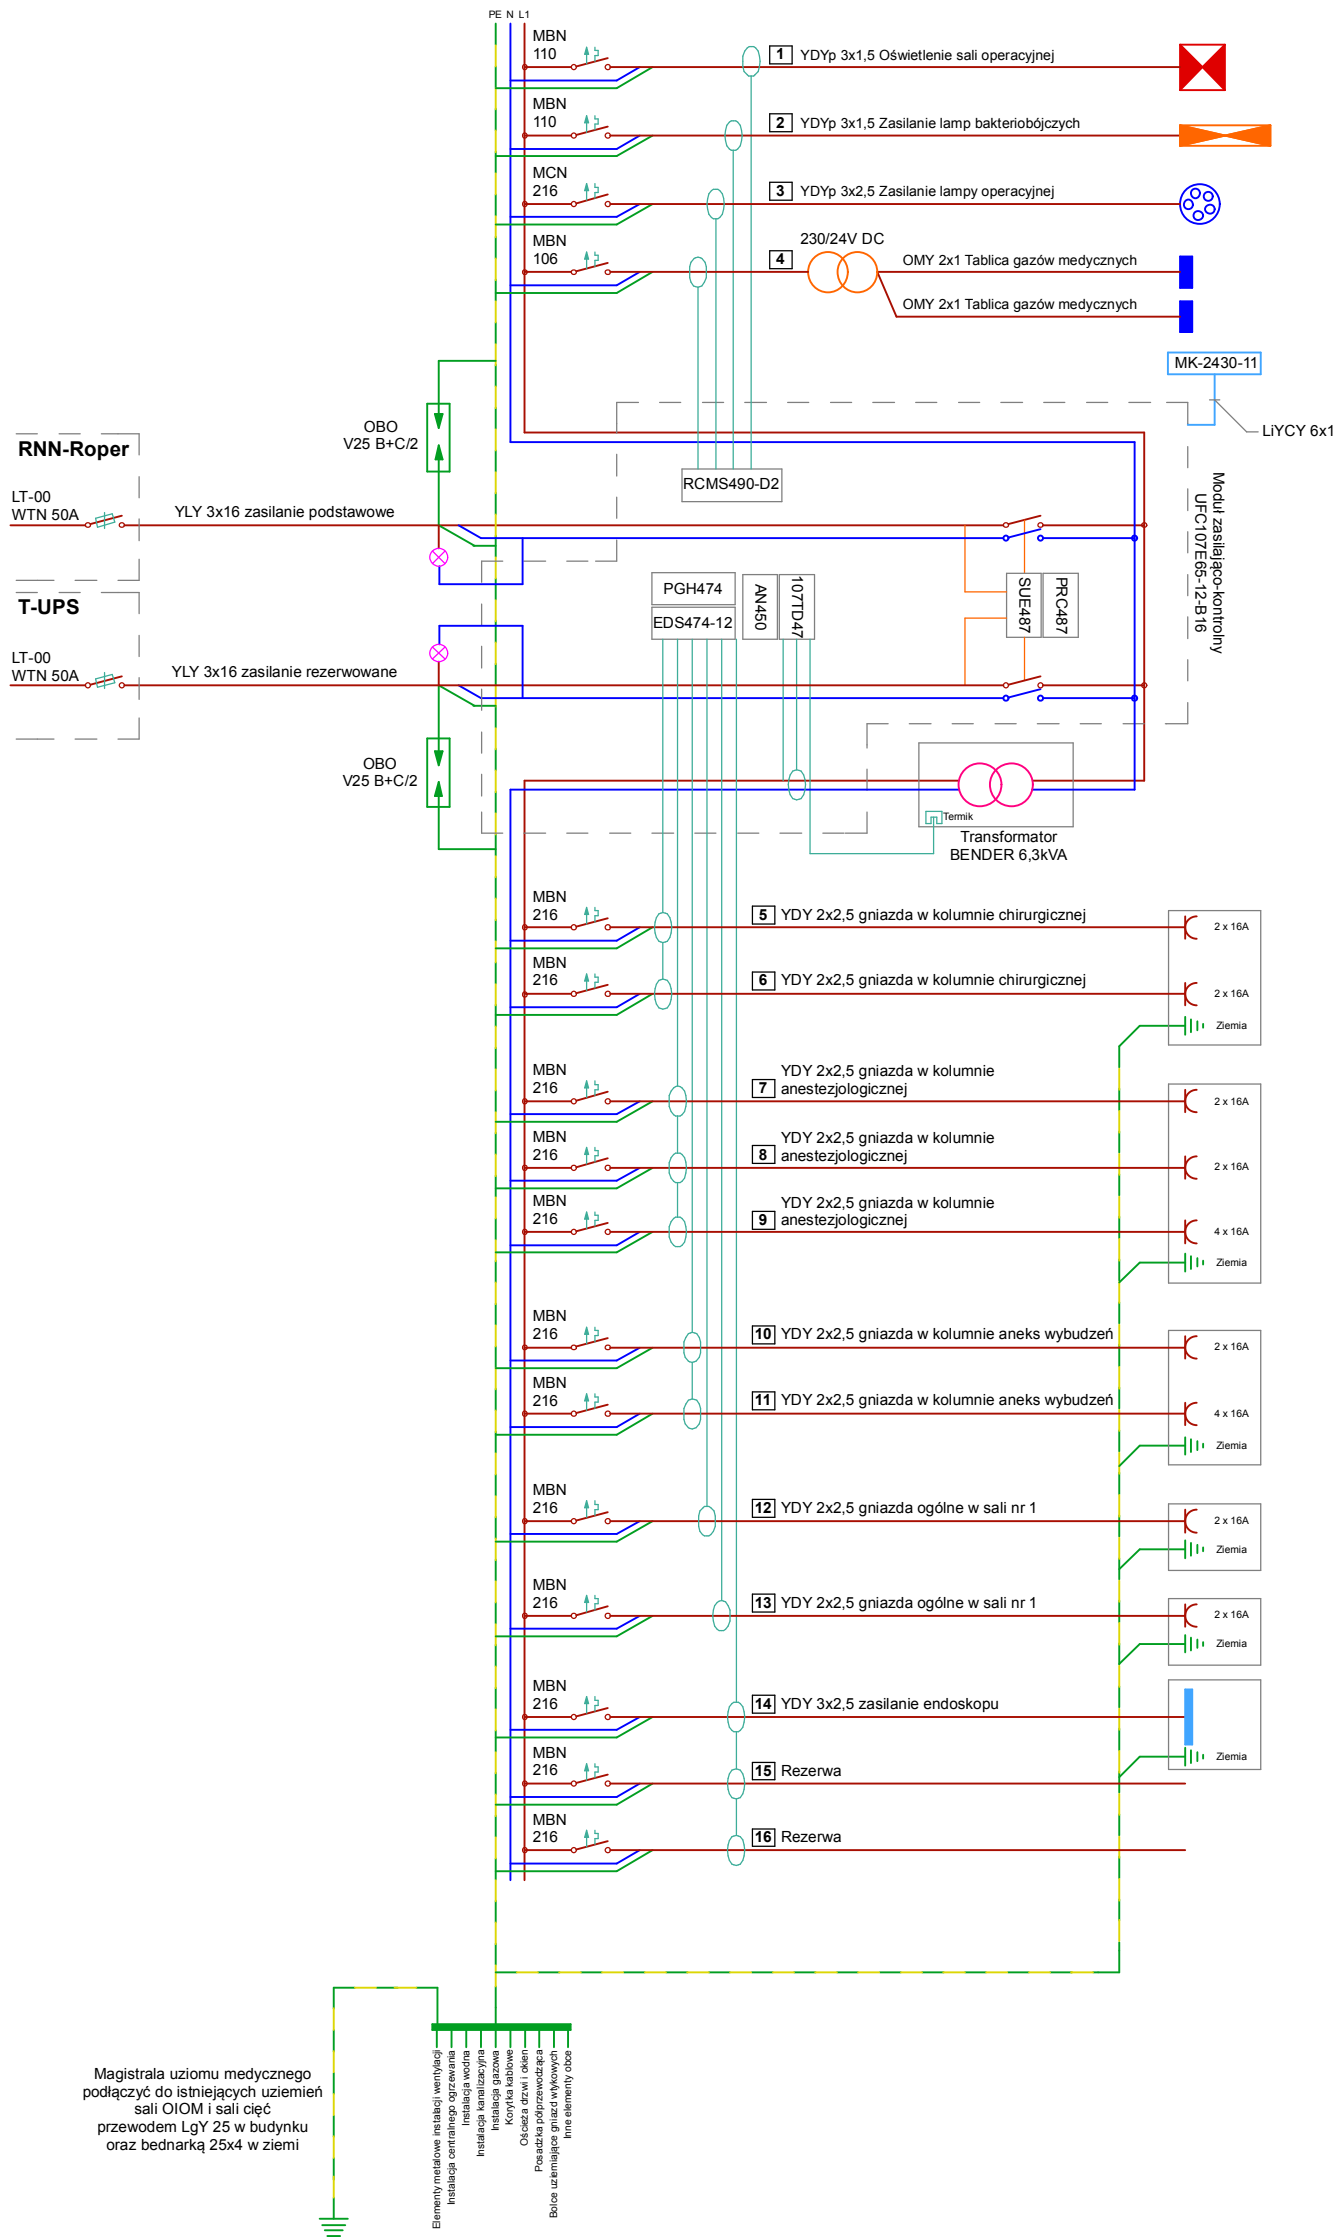 PE N L1
MBN
110
1 YDYp 3x1,5 Oświetlenie sali operacyjnej
MBN
110
2 YDYp 3x1,5 Zasilanie lamp bakteriobójczych
MCN
216
3 YDYp 3x2,5 Zasilanie lampy operacyjnej
MBN
106
4
230/24V DC
OMY 2x1 Tablica gazów medycznych
OMY 2x1 Tablica gazów medycznych
MK-2430-11
LiYCY 6x1
Moduł zasilająco-kontrolny
UFC107E65-12-B16
OBO
V25 B+C/2
RCMS490-D2
RNN-Roper
LT-00
WTN 50A
YLY 3x16 zasilanie podstawowe
T-UPS
LT-00
WTN 50A
YLY 3x16 zasilanie rezerwowane
PGH474
EDS474-12
AN450
107TD47
SUE487
PRC487
OBO
V25 B+C/2
Termik
Transformator
BENDER 6,3kVA
MBN
216
5 YDY 2x2,5 gniazda w kolumnie chirurgicznej
2 x 16A
MBN
216
6 YDY 2x2,5 gniazda w kolumnie chirurgicznej
2 x 16A
Ziemia
MBN
216
YDY 2x2,5 gniazda w kolumnie
7 anestezjologicznej
2 x 16A
MBN
216
YDY 2x2,5 gniazda w kolumnie
8 anestezjologicznej
2 x 16A
MBN
216
YDY 2x2,5 gniazda w kolumnie
9 anestezjologicznej
4 x 16A
Ziemia
MBN
216
10 YDY 2x2,5 gniazda w kolumnie aneks wybudzeń
2 x 16A
MBN
216
11 YDY 2x2,5 gniazda w kolumnie aneks wybudzeń
4 x 16A
Ziemia
MBN
216
12 YDY 2x2,5 gniazda ogólne w sali nr 1
2 x 16A
Ziemia
MBN
216
13 YDY 2x2,5 gniazda ogólne w sali nr 1
2 x 16A
Ziemia
MBN
216
14 YDY 3x2,5 zasilanie endoskopu
Ziemia
MBN
216
15 Rezerwa
MBN
216
16 Rezerwa
Magistrala uziomu medycznego
podłączyć do istniejących uziemień
sali OIOM i sali cięć
przewodem LgY 25 w budynku
oraz bednarką 25x4 w ziemi
Elementy metalowe instalacji wentylacji
Instalacja centralnego ogrzewania
Instalacja wodna
Instalacja kanalizacyjna
Instalacja gazowa
Korytka kablowe
Ościeża drzwi i okien
Posadzka półprzewodząca
Bolce uziemiające gniazd wtykowych
Inne elementy obce